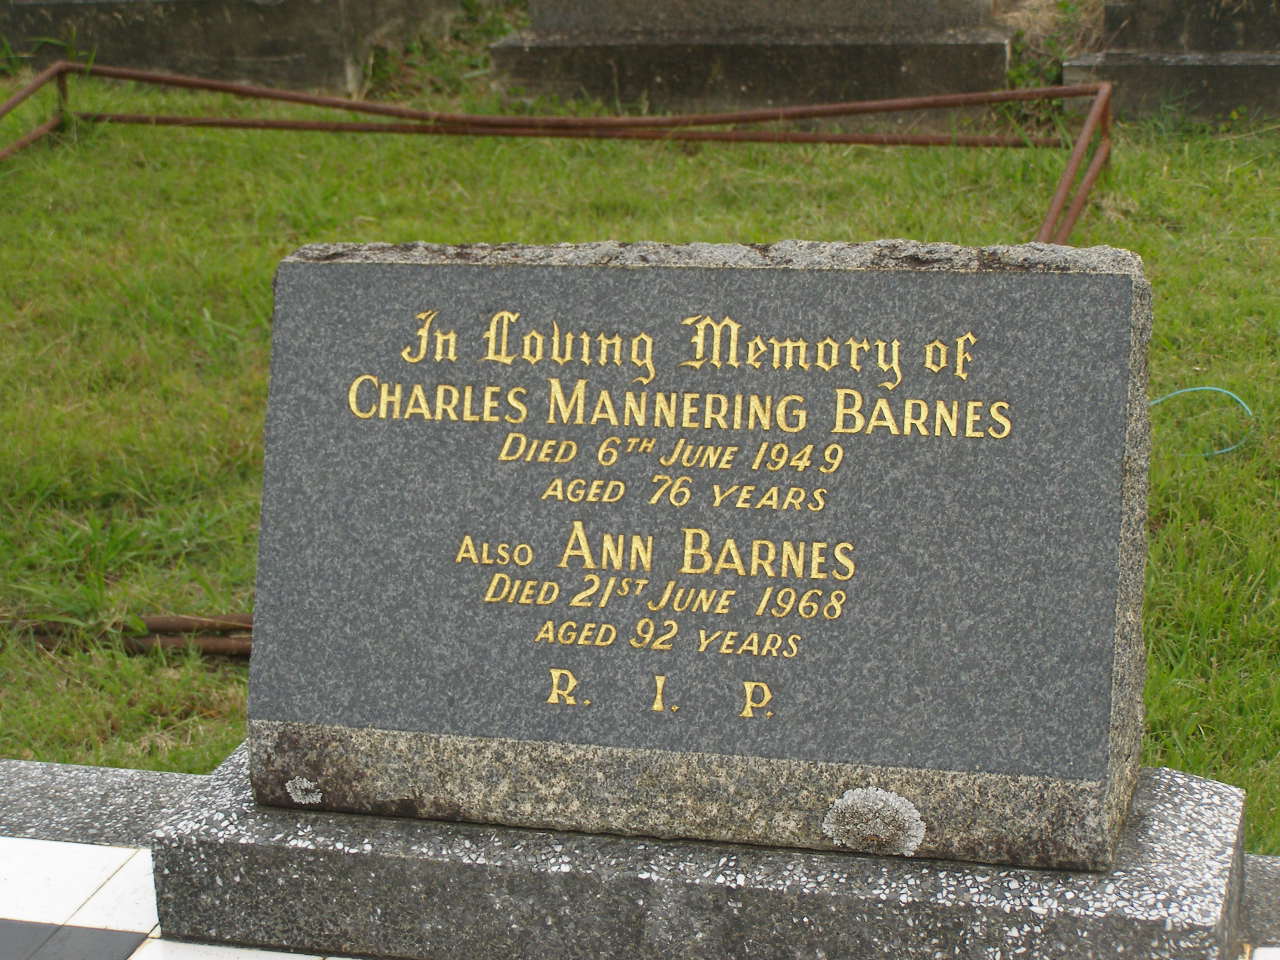 In Loving Memory of
CHARLES MANNERING BARNES
DIED 6TH JUNE 1949
AGED 76 YEARS
ALSO ANN BARNES
DIED 21ST JUNE 1968
AGED 92 YEARS
R. I. P.